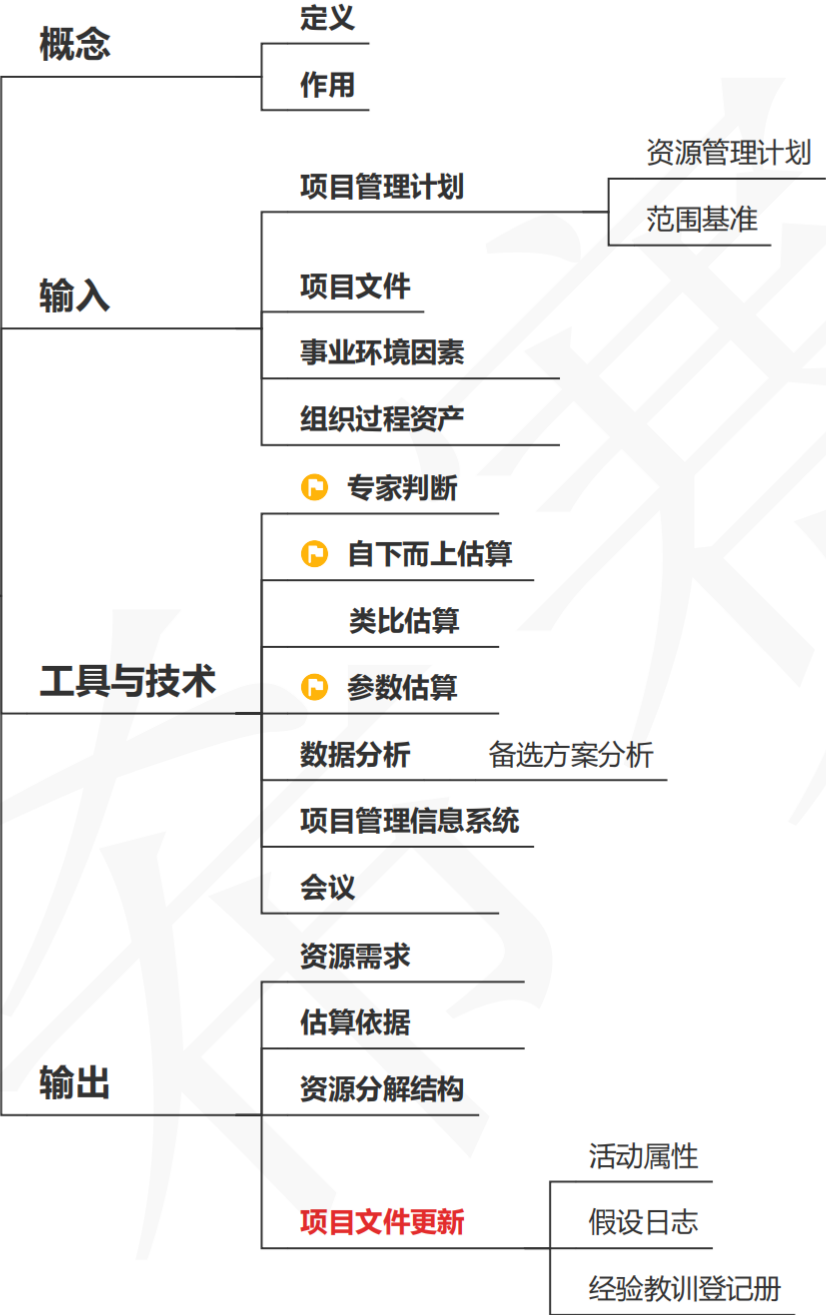 概念
定义
作用
输入
项目管理计划
资源管理计划
范围基准
项目文件
事业环境因素
组织过程资产
工具与技术
专家判断
自下而上估算
类比估算
参数估算
数据分析
备选方案分析
项目管理信息系统
会议
输出
资源需求
估算依据
资源分解结构
项目文件更新
活动属性
假设日志
经验教训登记册